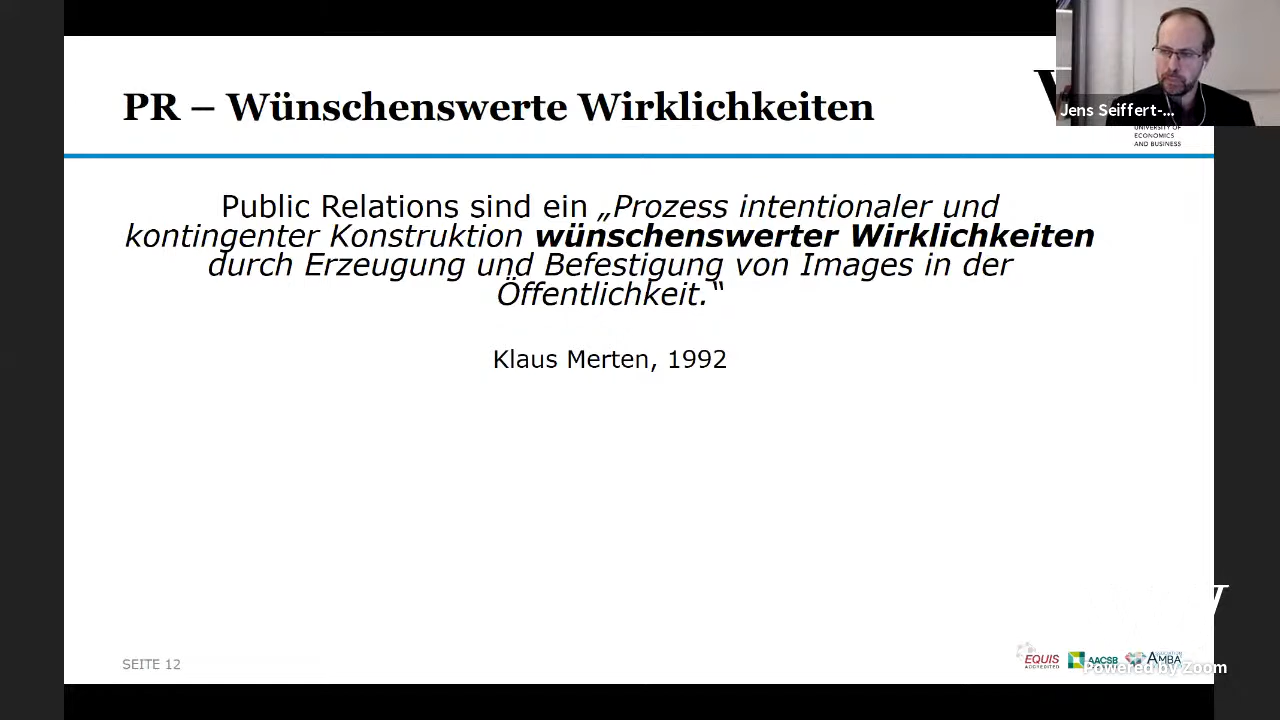 PR – Wünschenswerte Wirklichkeiten
Jens Seiffert-...
UNIVERSITY OF
ECONOMICS
AND BUSINESS
Public Relations sind ein „Prozess intentionaler und
kontingenter Konstruktion wünschenswerter Wirklichkeiten
durch Erzeugung und Befestigung von Images in der
Öffentlichkeit.“
Klaus Merten, 1992
SEITE 12
EQUIS
ACCREDITED
AACSB
AMBA
Powered by Zoom